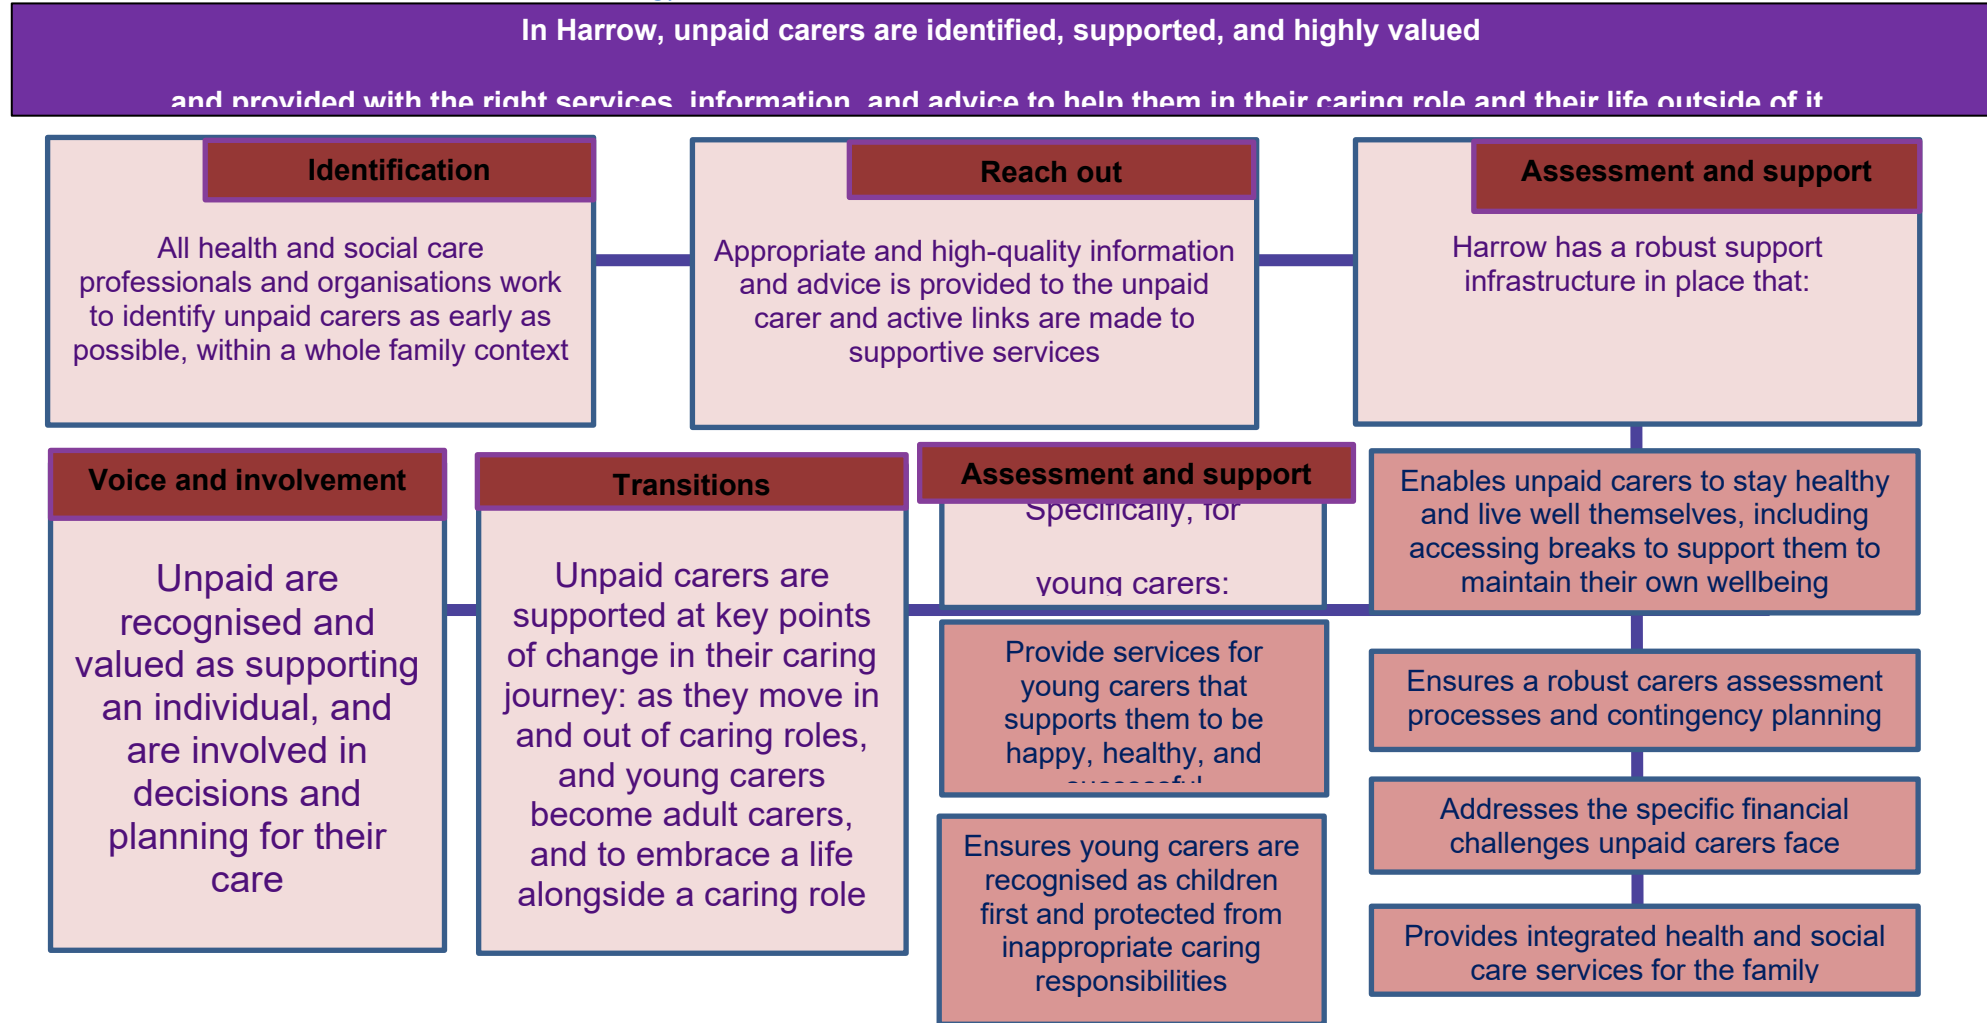 In Harrow, unpaid carers are identified, supported, and highly valued
and provided with the right services, information, and advice to help them in their caring role and their life outside of it
Identification
All health and social care
professionals and organisations work
to identify unpaid carers as early as
possible, within a whole family context
Reach out
Appropriate and high-quality information
and advice is provided to the unpaid
carer and active links are made to
supportive services
Assessment and support
Harrow has a robust support
infrastructure in place that:
Enables unpaid carers to stay healthy
and live well themselves, including
accessing breaks to support them to
maintain their own wellbeing
Ensures a robust carers assessment
processes and contingency planning
Addresses the specific financial
challenges unpaid carers face
Provides integrated health and social
care services for the family
Assessment and support
Specifically, for
young carers:
Provide services for
young carers that
supports them to be
happy, healthy, and
successful
Ensures young carers are
recognised as children
first and protected from
inappropriate caring
responsibilities
Transitions
Unpaid carers are
supported at key points
of change in their caring
journey: as they move in
and out of caring roles,
and young carers
become adult carers,
and to embrace a life
alongside a caring role
Voice and involvement
Unpaid are
recognised and
valued as supporting
an individual, and
are involved in
decisions and
planning for their
care